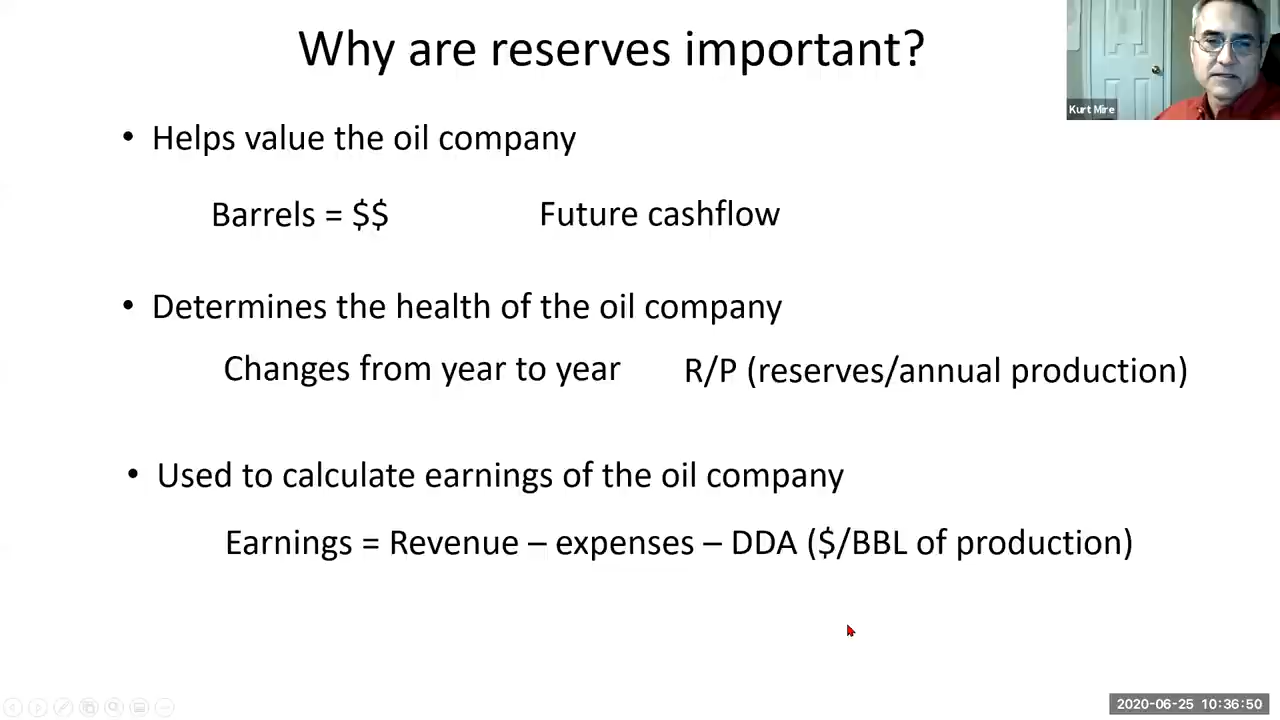 Why are reserves important?
Kurt Mire
• Helps value the oil company
Barrels = $$ Future cashflow
• Determines the health of the oil company
Changes from year to year R/P (reserves/annual production)
• Used to calculate earnings of the oil company
Earnings = Revenue – expenses – DDA ($/BBL of production)
2020-06-25 10:36:50